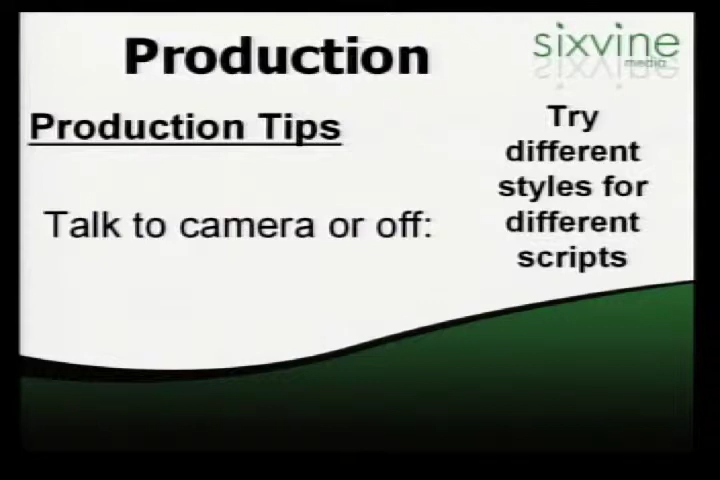 Production
sixvine
media
Production Tips
Talk to camera or off:
Try
different
styles for
different
scripts